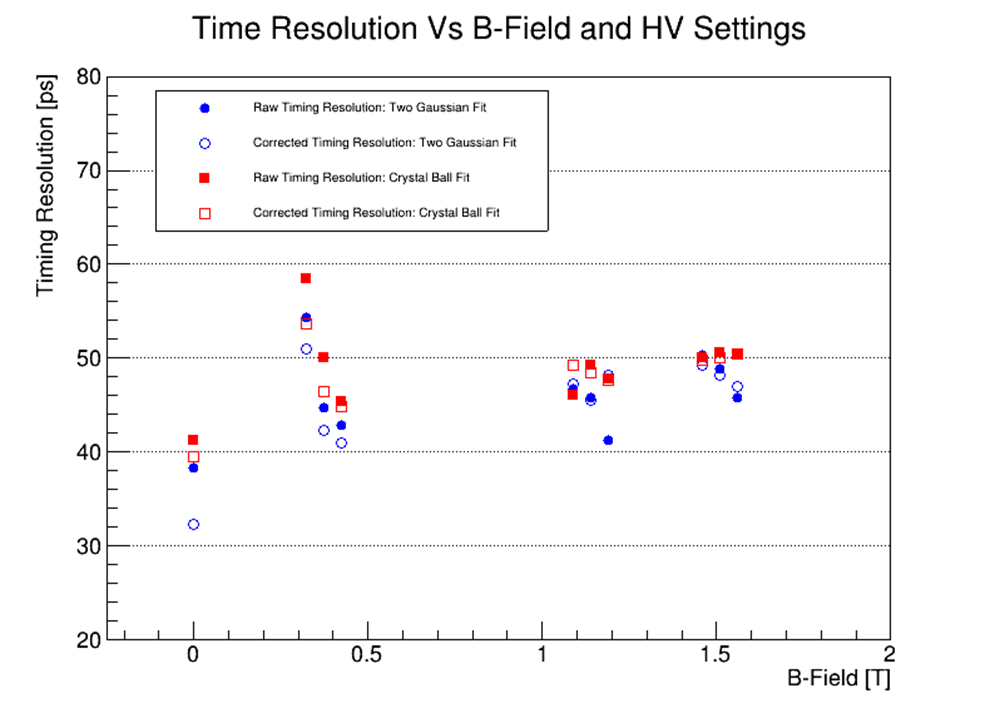 Time Resolution Vs B-Field and HV Settings
Timing Resolution [ps]
80
70
60
50
40
30
20
Raw Timing Resolution: Two Gaussian Fit
Corrected Timing Resolution: Two Gaussian Fit
Raw Timing Resolution: Crystal Ball Fit
Corrected Timing Resolution: Crystal Ball Fit
0 0.5 1 1.5 2
B-Field [T]